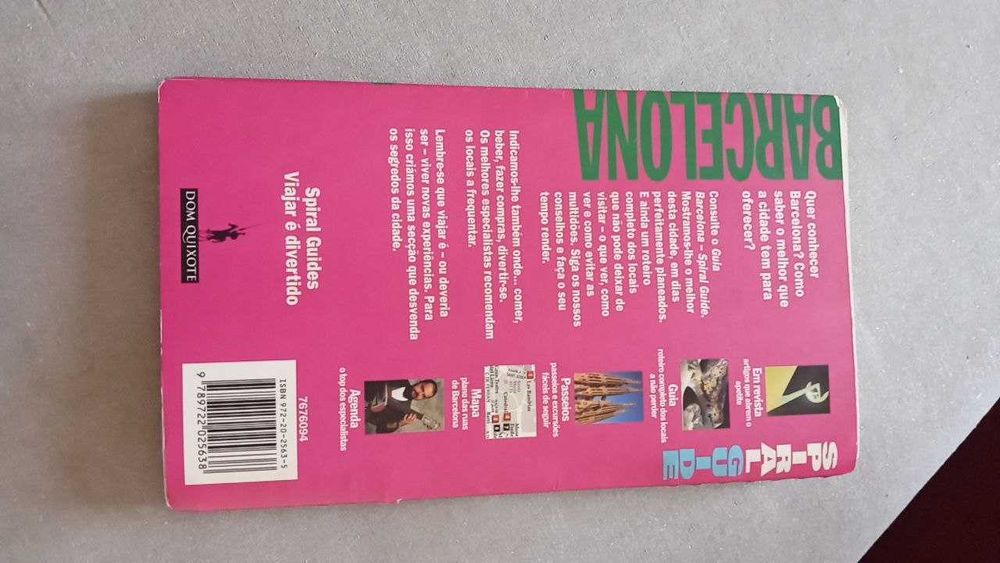 BARCELONA
Quer conhecer
Barcelona? Como
saber o melhor que
a cidade tem para
oferecer?
Consulte o Guia
Barcelona – Spiral Guide.
Mostramos-lhe o melhor
desta cidade, em dias
perfeitamente planeados.
E ainda um roteiro
completo dos locais
que não pode deixar de
visitar – o que ver, como
ver e como evitar as
multidões. Siga os nossos
conselhos e faça o seu
tempo render.
Indicamos-lhe também onde... comer,
beber, fazer compras, divertir-se.
Os melhores especialistas recomendam
os locais a frequentar.
Lembre-se que viajar é – ou deveria
ser – viver novas experiências. Para
isso criámos uma secção que desvenda
os segredos da cidade.
Spiral Guides
Viajar é divertido
DOM QUIXOTE
SPIRAL
GUIDE
Em revista
artigos que abrem o
apetite
Guia
roteiro completo dos locais
a não perder
Passeios
passeios e excursões
fáceis de seguir
Mapa
plano das ruas
de Barcelona
Agenda
o top dos especialistas
7676094
ISBN 972-20-2563-5
9 789722 025638